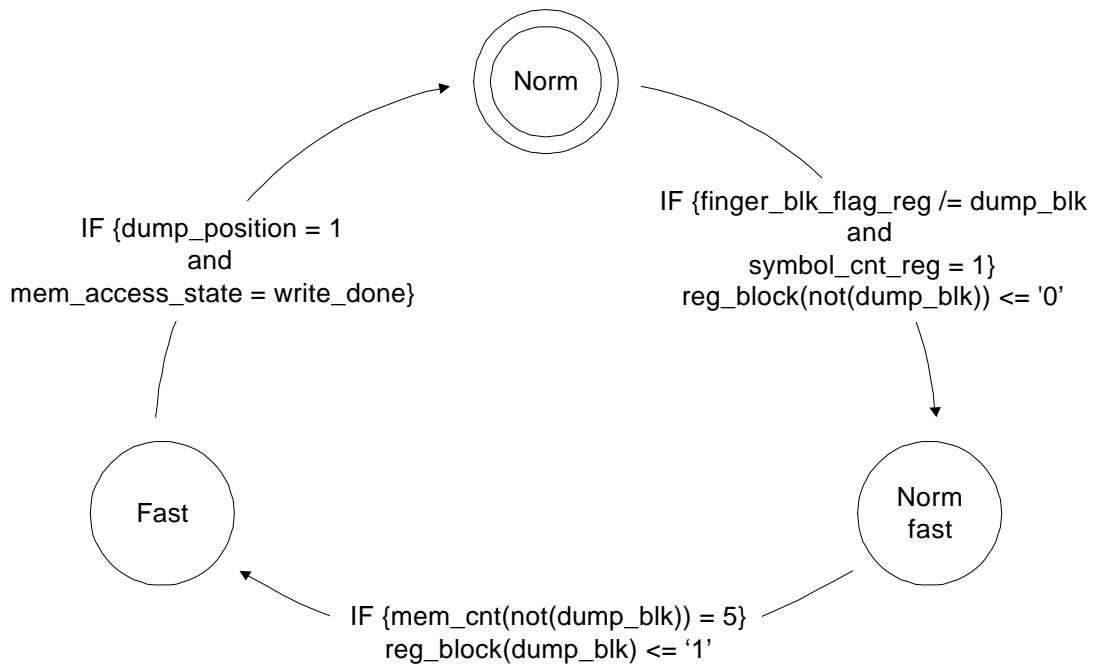 Norm
IF {finger_blk_flag_reg /= dump_blk
and
symbol_cnt_reg = 1}
reg_block(not(dump_blk)) <= '0’
IF {dump_position = 1
and
mem_access_state = write_done}
Fast
Norm
fast
IF {mem_cnt(not(dump_blk)) = 5}
reg_block(dump_blk) <= ‘1’